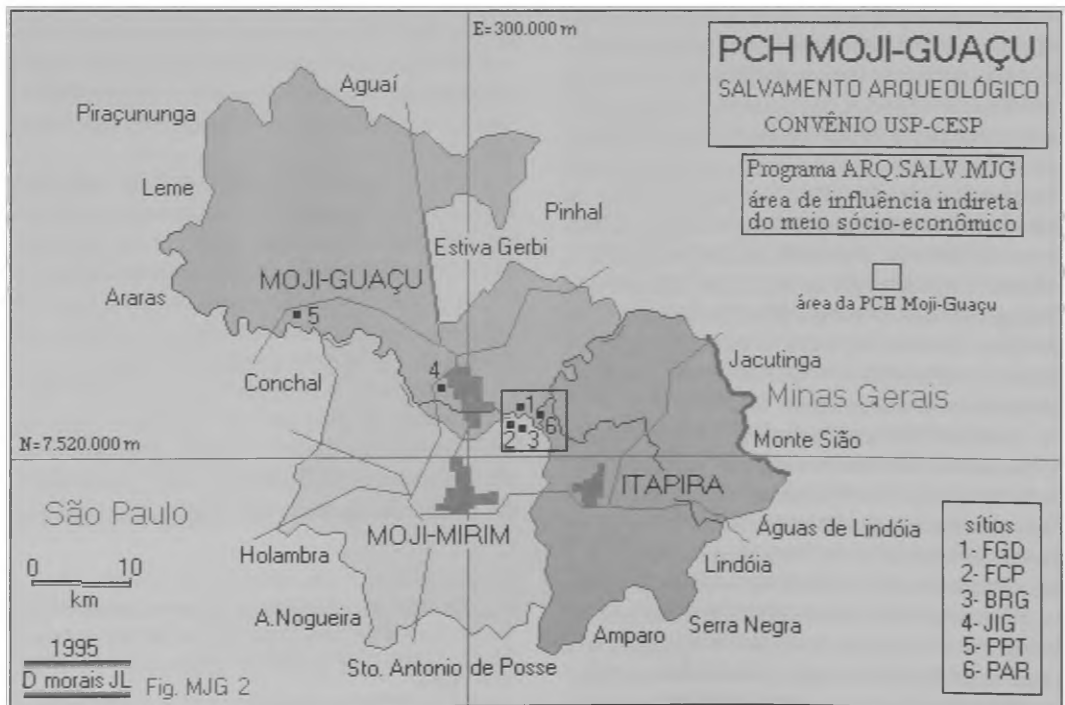 E=300.000 m
PCH MOJI-GUAÇU
SALVAMENTO ARQUEOLÓGICO
CONVÊNIO USP-CESP
Programa ARQ.SALV.MJG
área de influência indireta
do meio sócio-econômico
área da PCH Moji-Guaçu
Aguaí
Piraçununga
Leme
Pinhal
Estiva Gerbi
MOJI-GUAÇU
Araras
5
Conchal
4
1
6
2
3
Jacutinga
Minas Gerais
Monte Sião
N=7.520.000 m
ITAPIRA
São Paulo
MOJI-MIRIM
Águas de Lindóia
Holambra
Lindóia
0 10
km
A.Nogueira
Serra Negra
Amparo
Sto. Antonio de Posse
sítios
1- FGD
2- FCP
3- BRG
4- JIG
5- PPT
6- PAR
1995
D morais JL
Fig. MJG 2